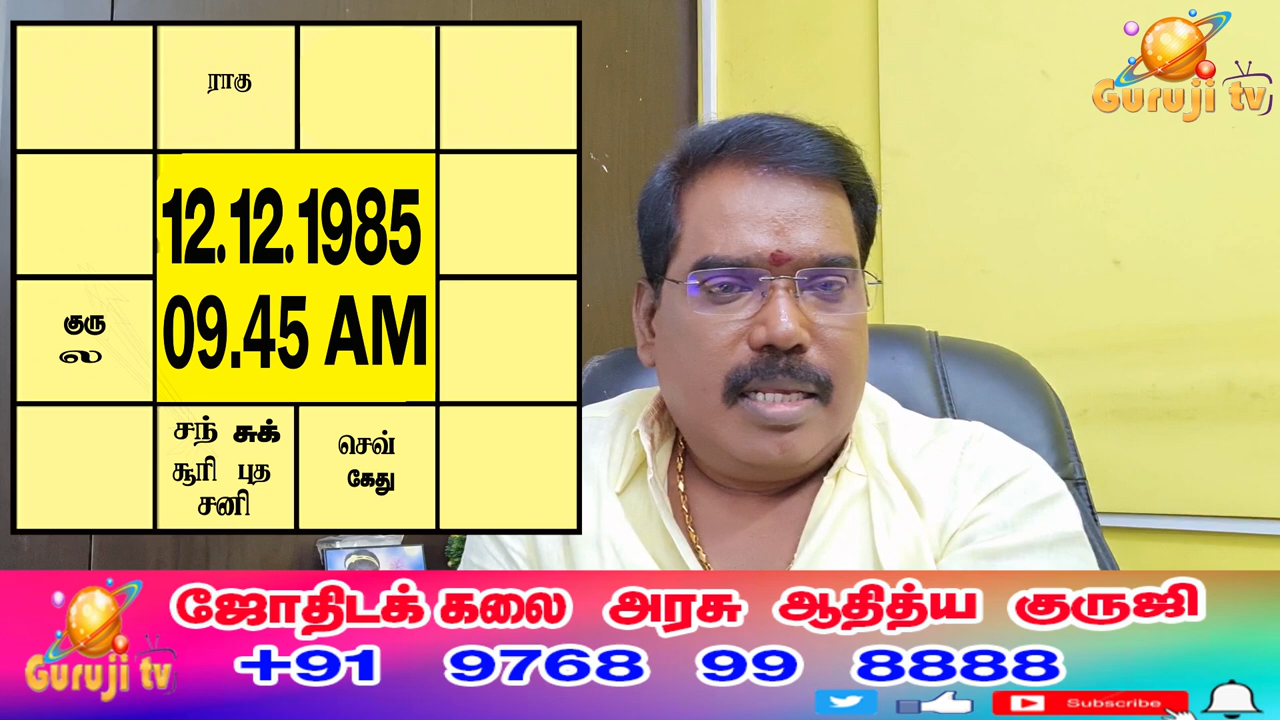 ராகு
12.12.1985
09.45 AM
குரு
ல
சந் சுக்
சூரி புத
சனி
செவ்
கேது
Guruji tv
ஜோதிடக் கலை அரசு ஆதித்ய குருஜி
Guruji tv
+91 9768 99 8888
Subscribe